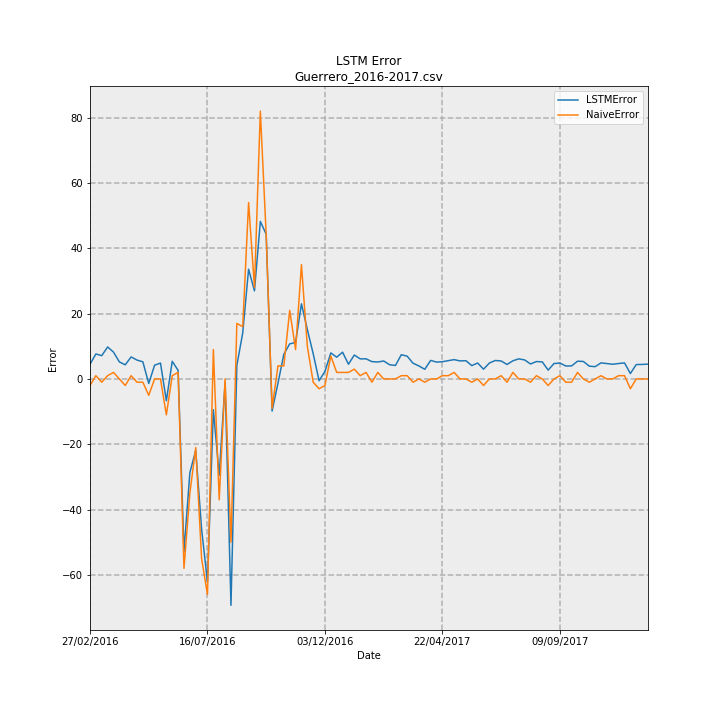 LSTM Error
Guerrero_2016-2017.csv
LSTMError
NaiveError
Error
80
60
40
20
0
−20
−40
−60
27/02/2016
16/07/2016
03/12/2016
22/04/2017
09/09/2017
Date